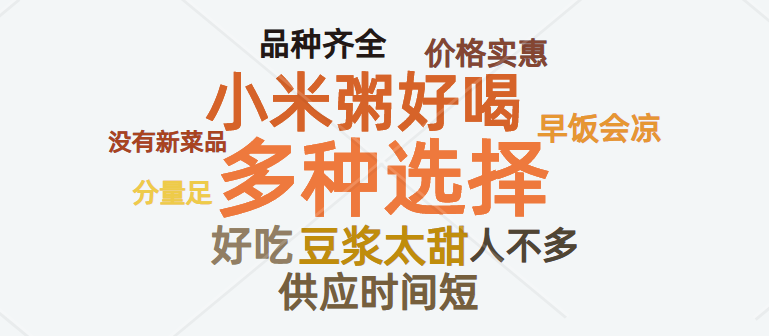 品种齐全
价格实惠
小米粥好喝
早饭会凉
没有新菜品
多种选择
分量足
好吃
豆浆太甜
人不多
供应时间短